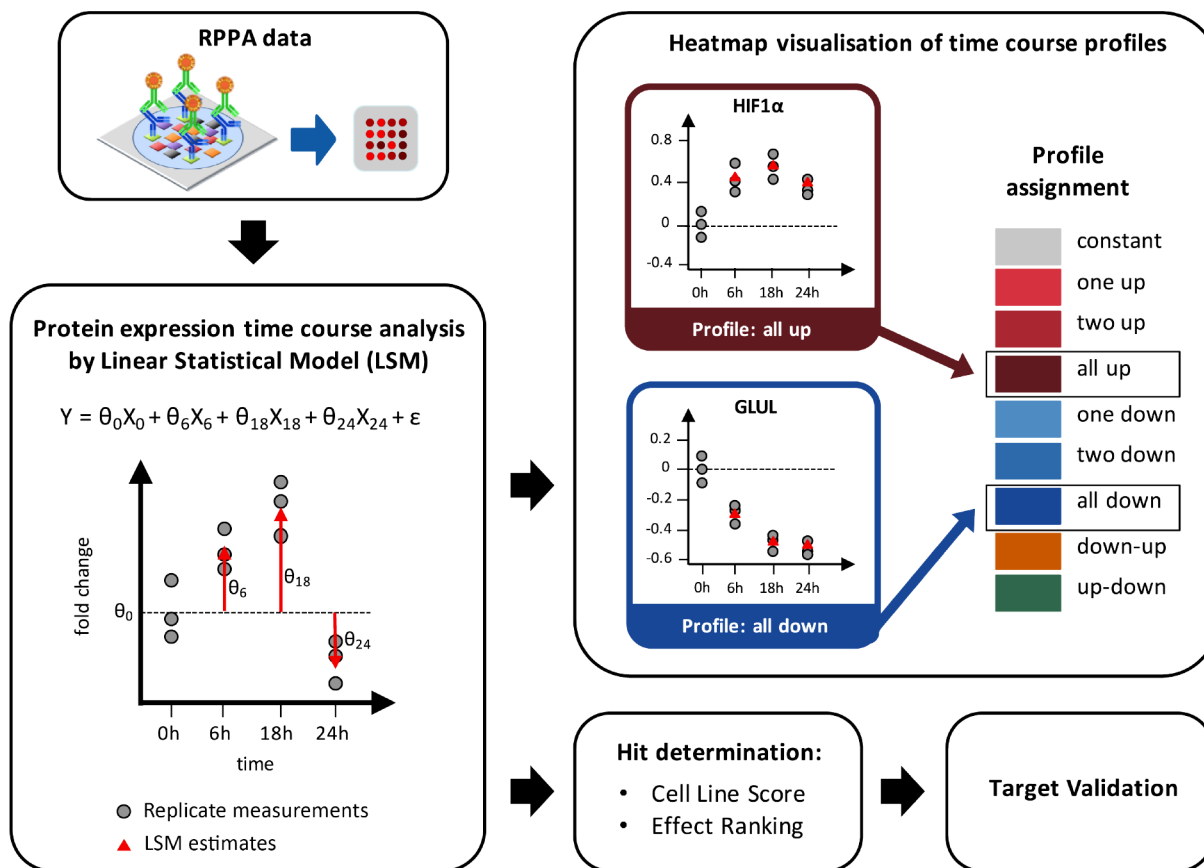 RPPA data
Protein expression time course analysis
by Linear Statistical Model (LSM)
Y = θ₀X₀ + θ₆X₆ + θ₁₈X₁₈ + θ₂₄X₂₄ + ε
fold change
θ₀
θ₆
θ₁₈
θ₂₄
0h 6h 18h 24h
time
Replicate measurements
LSM estimates
Heatmap visualisation of time course profiles
HIF1α
0.8
0.4
0
-0.4
0h 6h 18h 24h
Profile: all up
GLUL
0.2
0
-0.2
-0.4
-0.6
0h 6h 18h 24h
Profile: all down
Profile
assignment
constant
one up
two up
all up
one down
two down
all down
down-up
up-down
Hit determination:
• Cell Line Score
• Effect Ranking
Target Validation